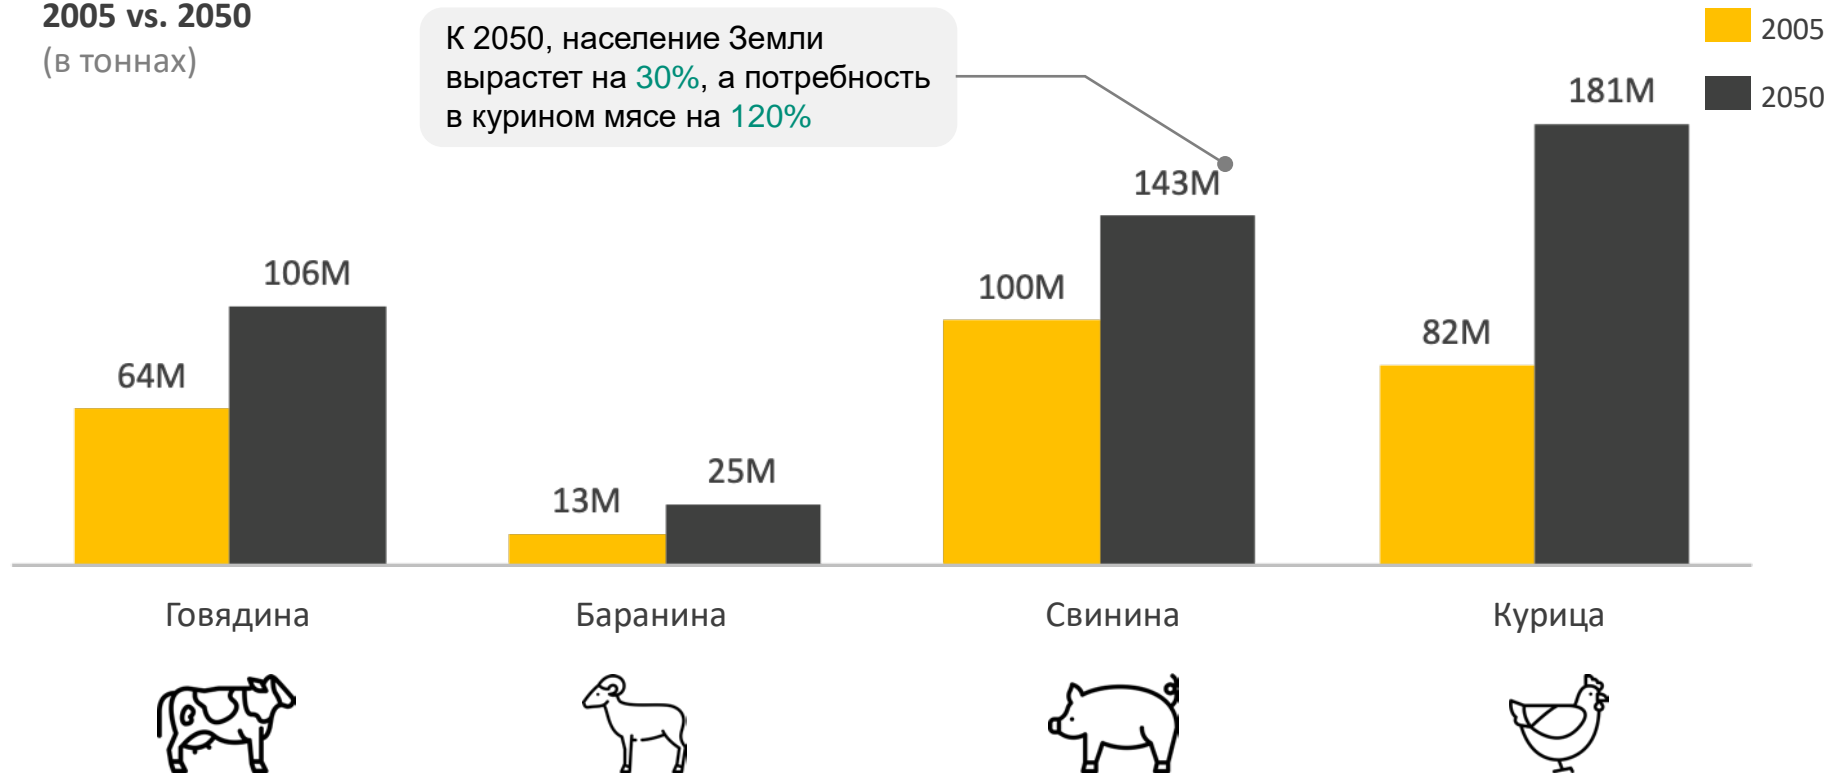 2005 vs. 2050
(в тоннах)
К 2050, население Земли
вырастет на 30%, а потребность
в курином мясе на 120%
2005
2050
181M
143M
106M
100M
82M
64M
25M
13M
Говядина
Баранина
Свинина
Курица